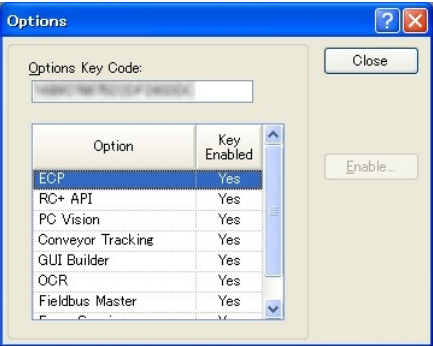 Options
Options Key Code:
Close
Option Key Enabled
Enable...
ECP Yes
RC+ API Yes
PC Vision Yes
Conveyor Tracking Yes
GUI Builder Yes
OCR Yes
Fieldbus Master Yes